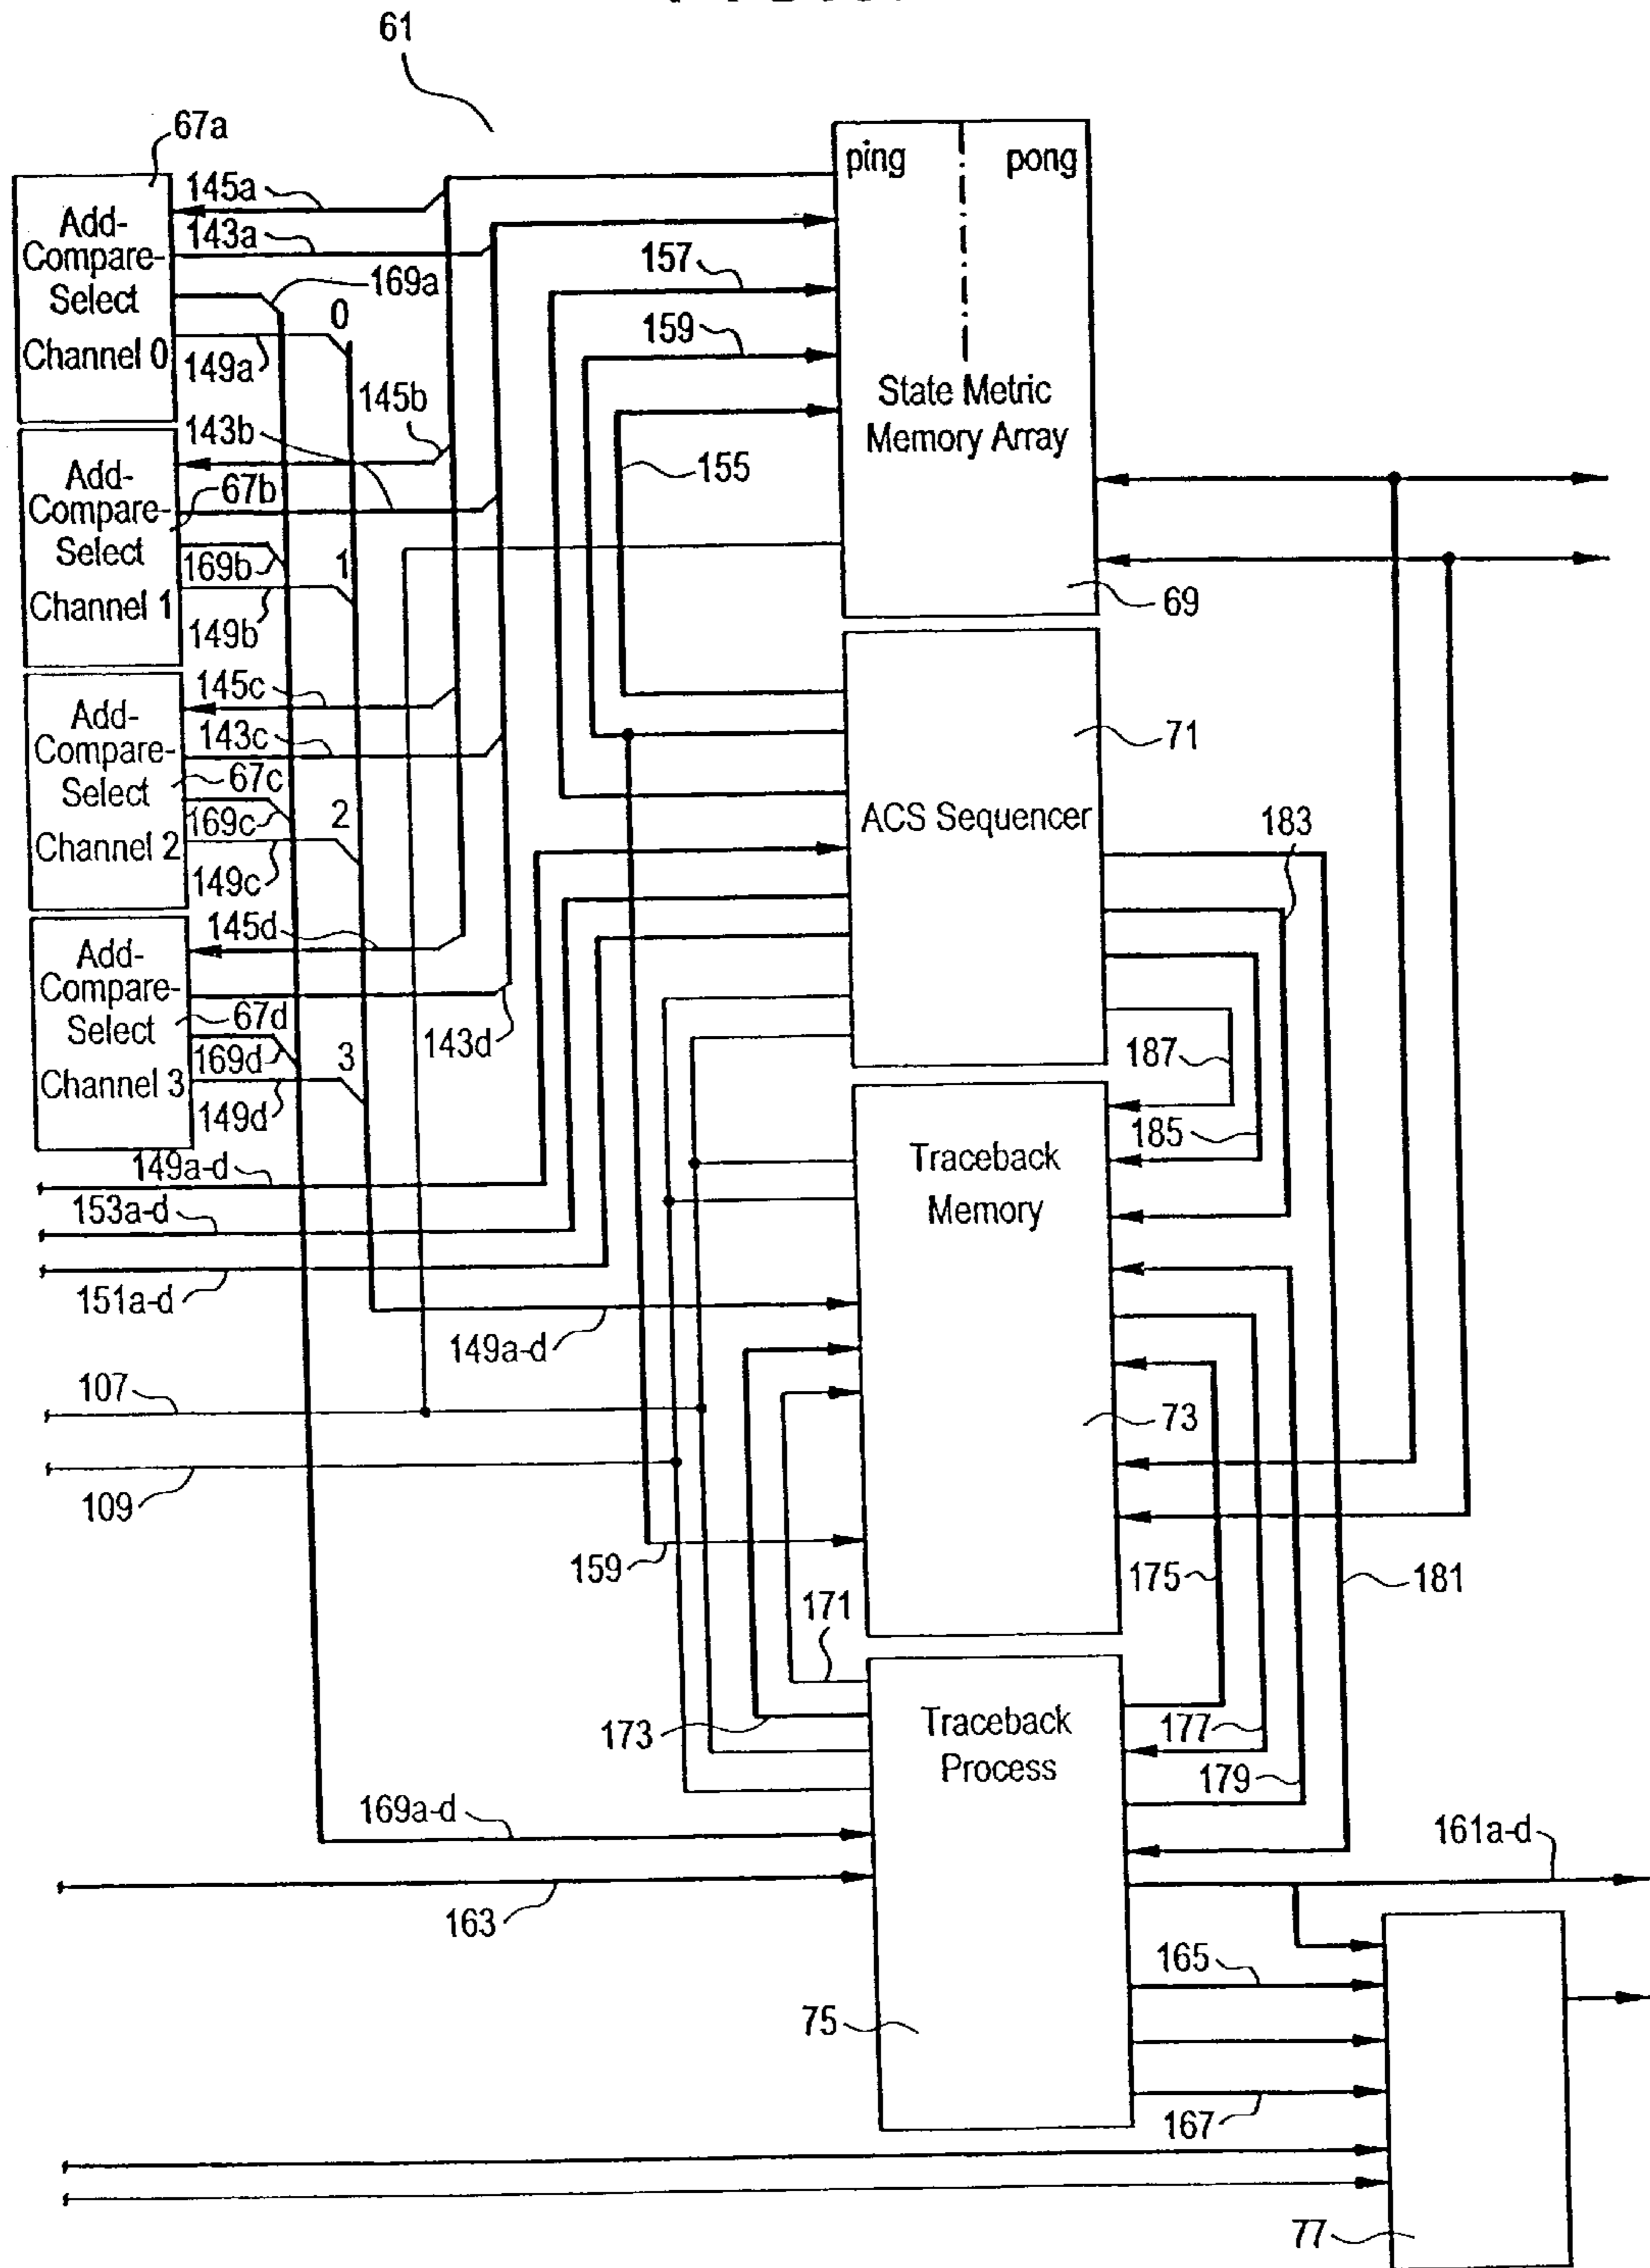 61
67a
Add-
Compare-
Select
Channel 0
145a
143a
169a
0
149a
ping
pong
157
159
State Metric
Memory Array
155
69
145b
143b
Add-
Compare-
Select
Channel 1
67b
169b
1
149b
Add-
Compare-
Select
Channel 2
145c
143c
67c
169c
2
149c
71
ACS Sequencer
183
Add-
Compare-
Select
Channel 3
145d
67d
169d
143d
3
149d
187
185
149a-d
153a-d
151a-d
Traceback
Memory
149a-d
107
73
109
159
175
181
171
173
Traceback
Process
177
179
169a-d
161a-d
163
165
75
167
77